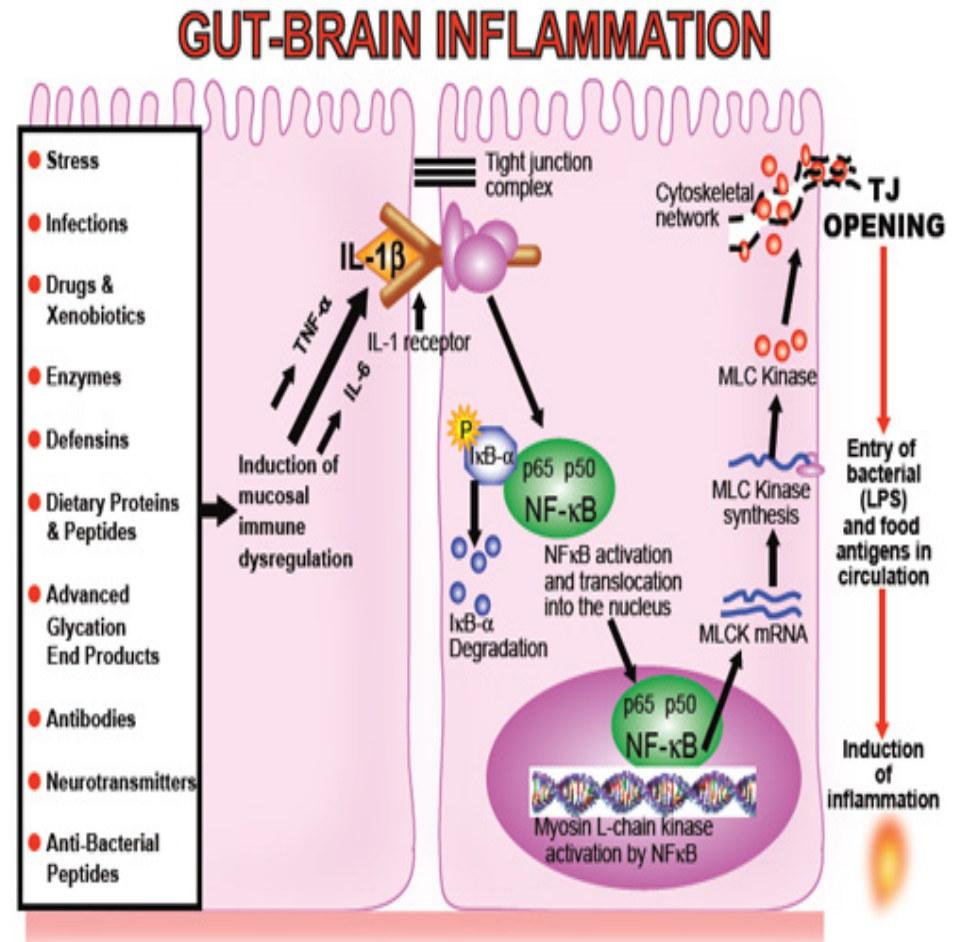 GUT-BRAIN INFLAMMATION
Stress
Infections
Drugs &
Xenobiotics
Enzymes
Defensins
Dietary Proteins
& Peptides
Advanced
Glycation
End Products
Antibodies
Neurotransmitters
Anti-Bacterial
Peptides
Induction of
mucosal
immune
dysregulation
TNF-α
IL-6
IL-1β
IL-1 receptor
Tight junction
complex
P
IκB-α
p65 p50
NF-κB
IκB-α
Degradation
NFκB activation
and translocation
into the nucleus
p65 p50
NF-κB
Myosin L-chain kinase
activation by NFκB
MLCK mRNA
MLC Kinase
synthesis
MLC Kinase
Cytoskeletal
network
TJ
OPENING
Entry of
bacterial
(LPS)
and food
antigens in
circulation
Induction
of
inflammation